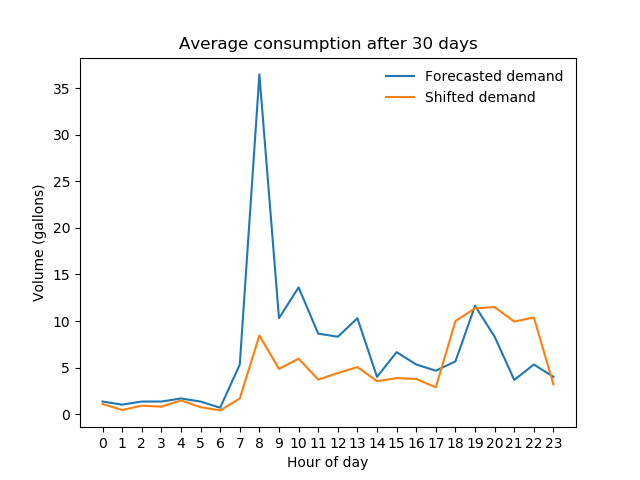 Average consumption after 30 days
Forecasted demand
Shifted demand
35
30
25
20
15
10
5
0
Volume (gallons)
0 1 2 3 4 5 6 7 8 9 10 11 12 13 14 15 16 17 18 19 20 21 22 23
Hour of day